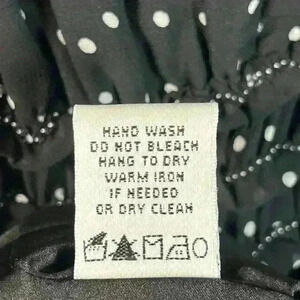 HAND WASH
DO NOT BLEACH
HANG TO DRY
WARM IRON
IF NEEDED
OR DRY CLEAN